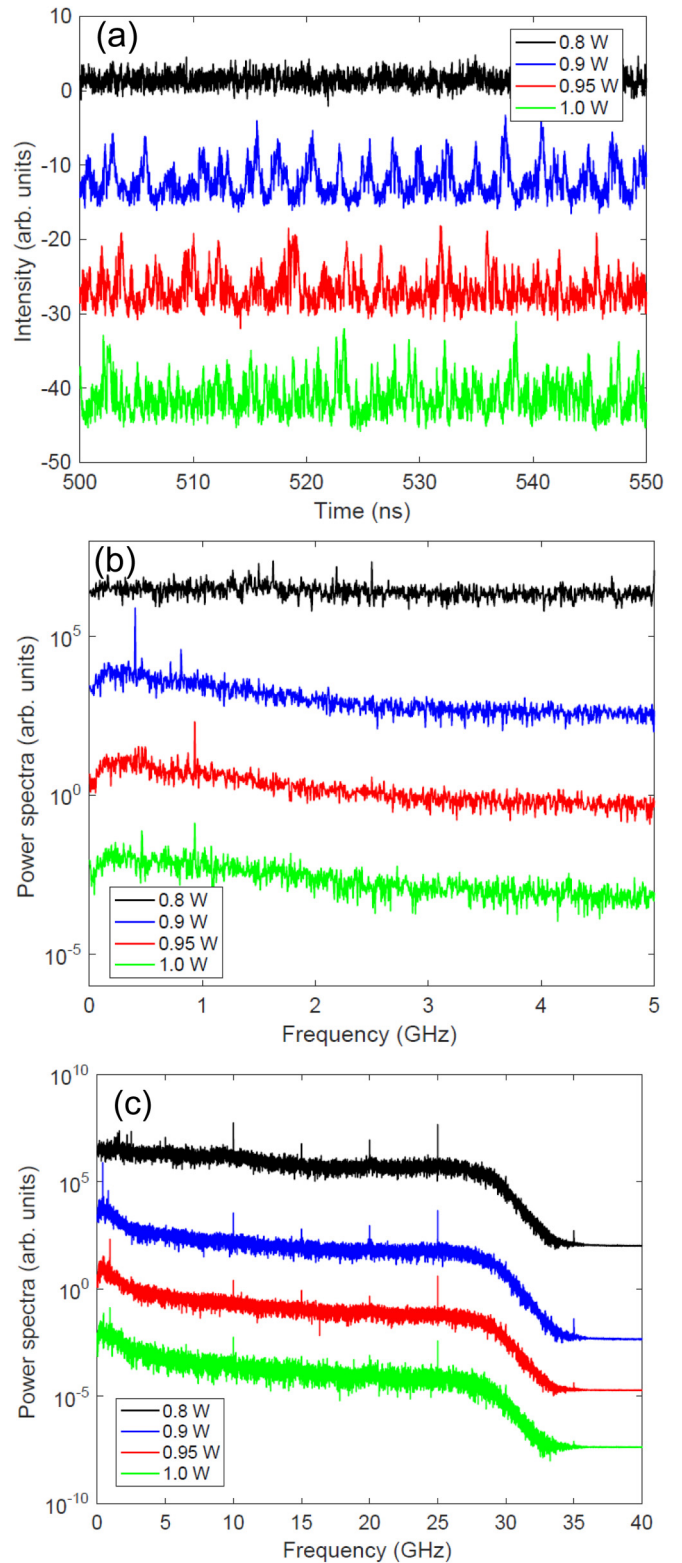 (a)
10
0
-10
-20
-30
-40
-50
Intensity (arb. units)
0.8 W
0.9 W
0.95 W
1.0 W
500 510 520 530 540 550
Time (ns)
(b)
10^5
10^0
10^-5
Power spectra (arb. units)
0.8 W
0.9 W
0.95 W
1.0 W
0 1 2 3 4 5
Frequency (GHz)
(c)
10^10
10^5
10^0
10^-5
10^-10
Power spectra (arb. units)
0.8 W
0.9 W
0.95 W
1.0 W
0 5 10 15 20 25 30 35 40
Frequency (GHz)